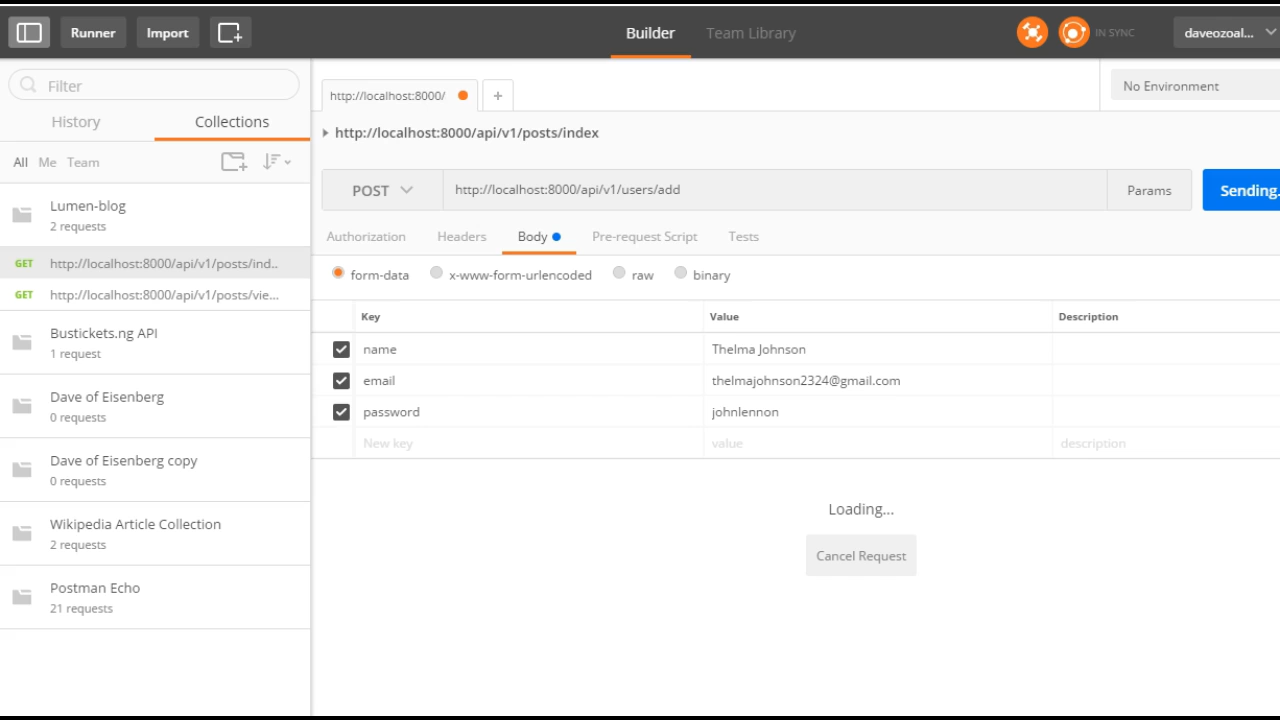 Runner
Import
Builder
Team Library
IN SYNC
daveozoal...
Filter
History
Collections
All Me Team
Lumen-blog
2 requests
GET http://localhost:8000/api/v1/posts/ind..
GET http://localhost:8000/api/v1/posts/vie...
Bustickets.ng API
1 request
Dave of Eisenberg
0 requests
Dave of Eisenberg copy
0 requests
Wikipedia Article Collection
2 requests
Postman Echo
21 requests
http://localhost:8000/
+
No Environment
http://localhost:8000/api/v1/posts/index
POST http://localhost:8000/api/v1/users/add Params Sending.
Authorization Headers Body Pre-request Script Tests
form-data x-www-form-urlencoded raw binary
Key Value Description
name Thelma Johnson
email thelmajohnson2324@gmail.com
password johnlennon
New key value description
Loading...
Cancel Request